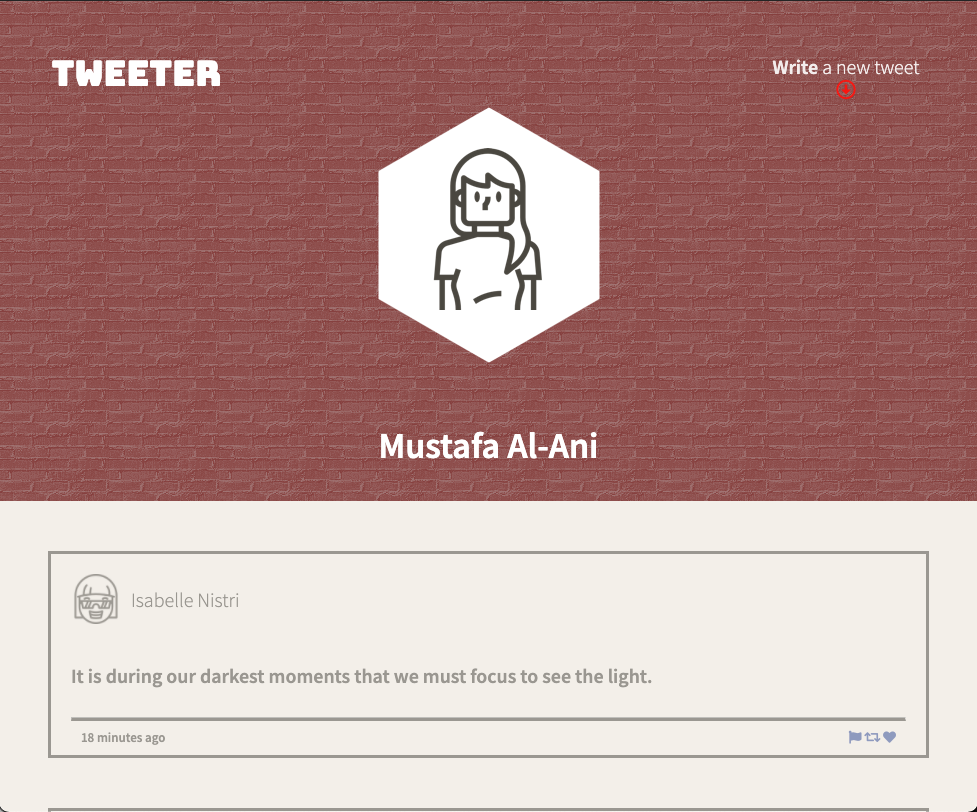 TWEETER
Write a new tweet
Mustafa Al-Ani
Isabelle Nistri
It is during our darkest moments that we must focus to see the light.
18 minutes ago